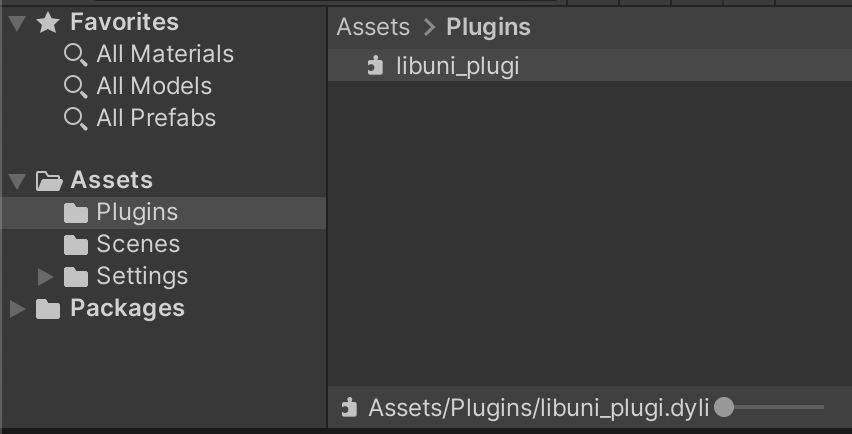 Favorites
All Materials
All Models
All Prefabs
Assets
Plugins
Scenes
Settings
Packages
Assets > Plugins
libuni_plugi
Assets/Plugins/libuni_plugi.dyli